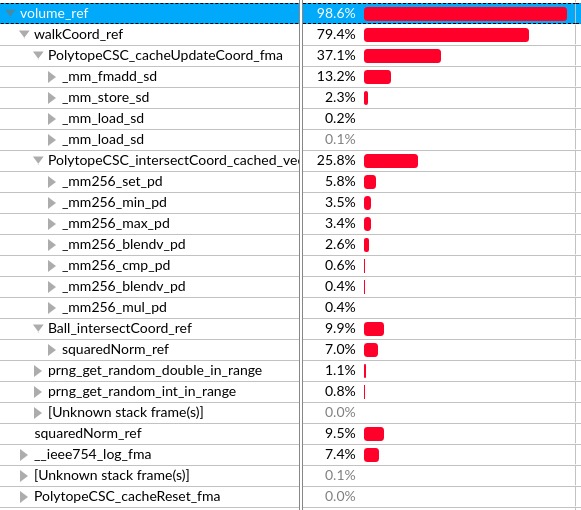 volume_ref 98.6%
walkCoord_ref 79.4%
PolytopeCSC_cacheUpdateCoord_fma 37.1%
_mm_fmadd_sd 13.2%
_mm_store_sd 2.3%
_mm_load_sd 0.2%
_mm_load_sd 0.1%
PolytopeCSC_intersectCoord_cached_vec 25.8%
_mm256_set_pd 5.8%
_mm256_min_pd 3.5%
_mm256_max_pd 3.4%
_mm256_blendv_pd 2.6%
_mm256_cmp_pd 0.6%
_mm256_blendv_pd 0.4%
_mm256_mul_pd 0.4%
Ball_intersectCoord_ref 9.9%
squaredNorm_ref 7.0%
prng_get_random_double_in_range 1.1%
prng_get_random_int_in_range 0.8%
[Unknown stack frame(s)] 0.0%
squaredNorm_ref 9.5%
__ieee754_log_fma 7.4%
[Unknown stack frame(s)] 0.1%
PolytopeCSC_cacheReset_fma 0.0%